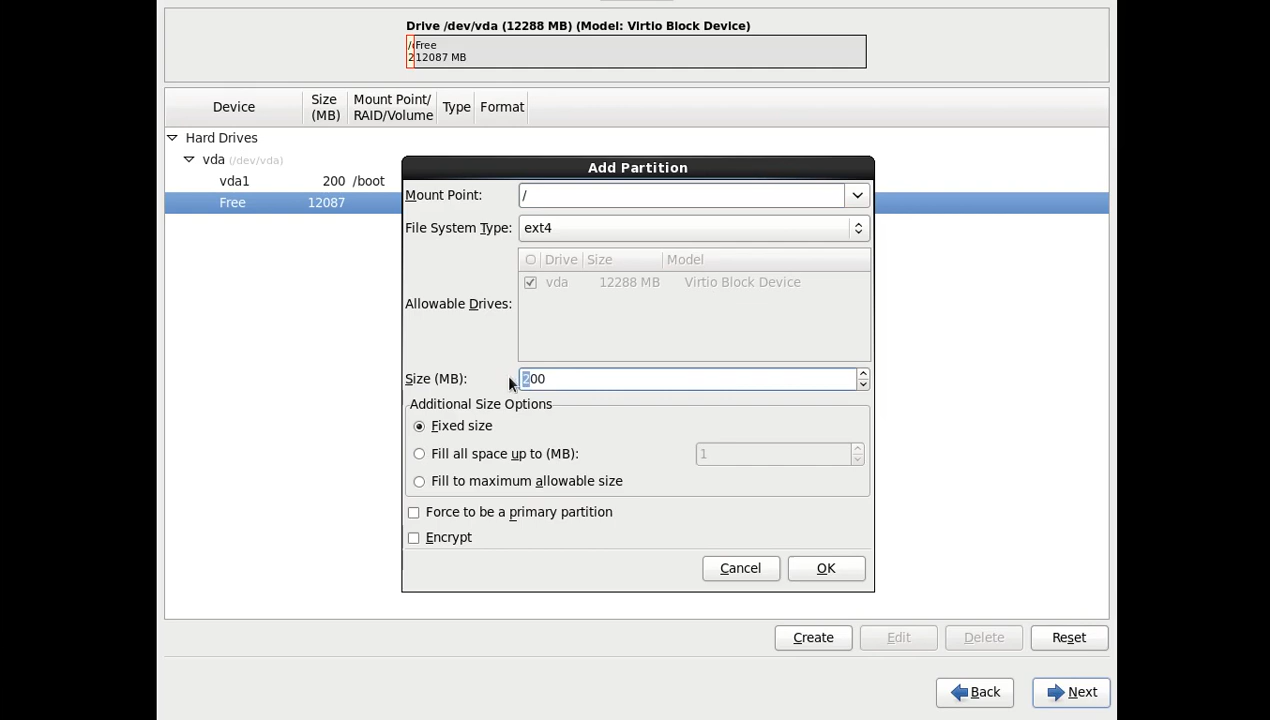 Drive /dev/vda (12288 MB) (Model: Virtio Block Device)
Free
2 12087 MB
Device Size (MB) Mount Point/ RAID/Volume Type Format
Hard Drives
vda (/dev/vda)
vda1 200 /boot
Free 12087
Add Partition
Mount Point: /
File System Type: ext4
Drive Size Model
vda 12288 MB Virtio Block Device
Allowable Drives:
Size (MB): 200
Additional Size Options
Fixed size
Fill all space up to (MB): 1
Fill to maximum allowable size
Force to be a primary partition
Encrypt
Cancel OK
Create Edit Delete Reset
Back Next